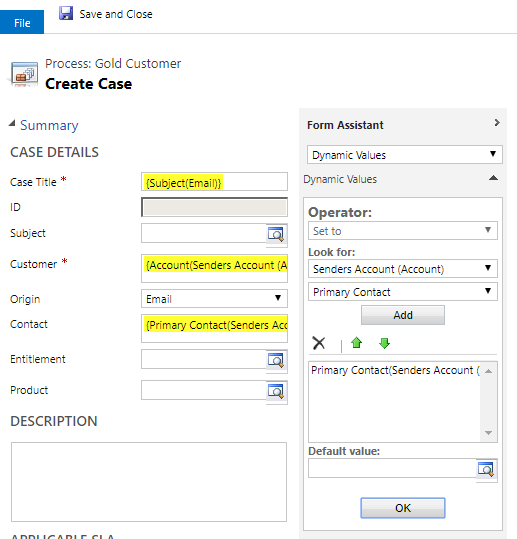 File
Save and Close
Process: Gold Customer
Create Case
Summary
CASE DETAILS
Case Title *
{Subject(Email)}
ID
Subject
Customer *
{Account(Senders Account (A
Origin
Email
Contact
{Primary Contact(Senders Acc
Entitlement
Product
DESCRIPTION
APPLICABLE SLA
Form Assistant
Dynamic Values
Dynamic Values
Operator:
Set to
Look for:
Senders Account (Account)
Primary Contact
Add
Primary Contact(Senders Account (
Default value:
OK